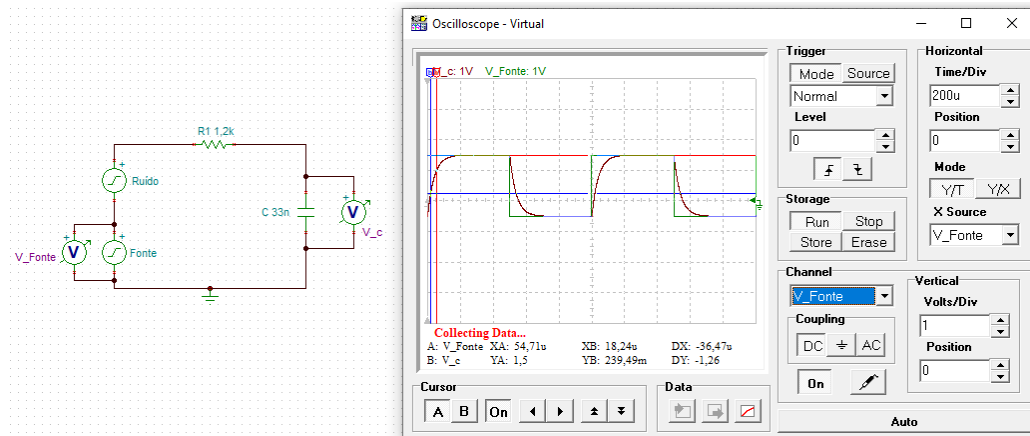 R1 1,2k
+
Ruído
C 33n
+
V
V_c
+
V
V_Fonte
+
Fonte
Oscilloscope - Virtual
V_c: 1V V_Fonte: 1V
Collecting Data...
A: V_Fonte XA: 54,71u XB: 18,24u DX: -36,47u
B: V_c YA: 1,5 YB: 239,49m DY: -1,26
Cursor
A B On
Data
Trigger
Mode Source
Normal
Level
0
Storage
Run Stop
Store Erase
Horizontal
Time/Div
200u
Position
0
Mode
Y/T Y/X
X Source
V_Fonte
Channel
V_Fonte
Coupling
DC AC
On
Vertical
Volts/Div
1
Position
0
Auto